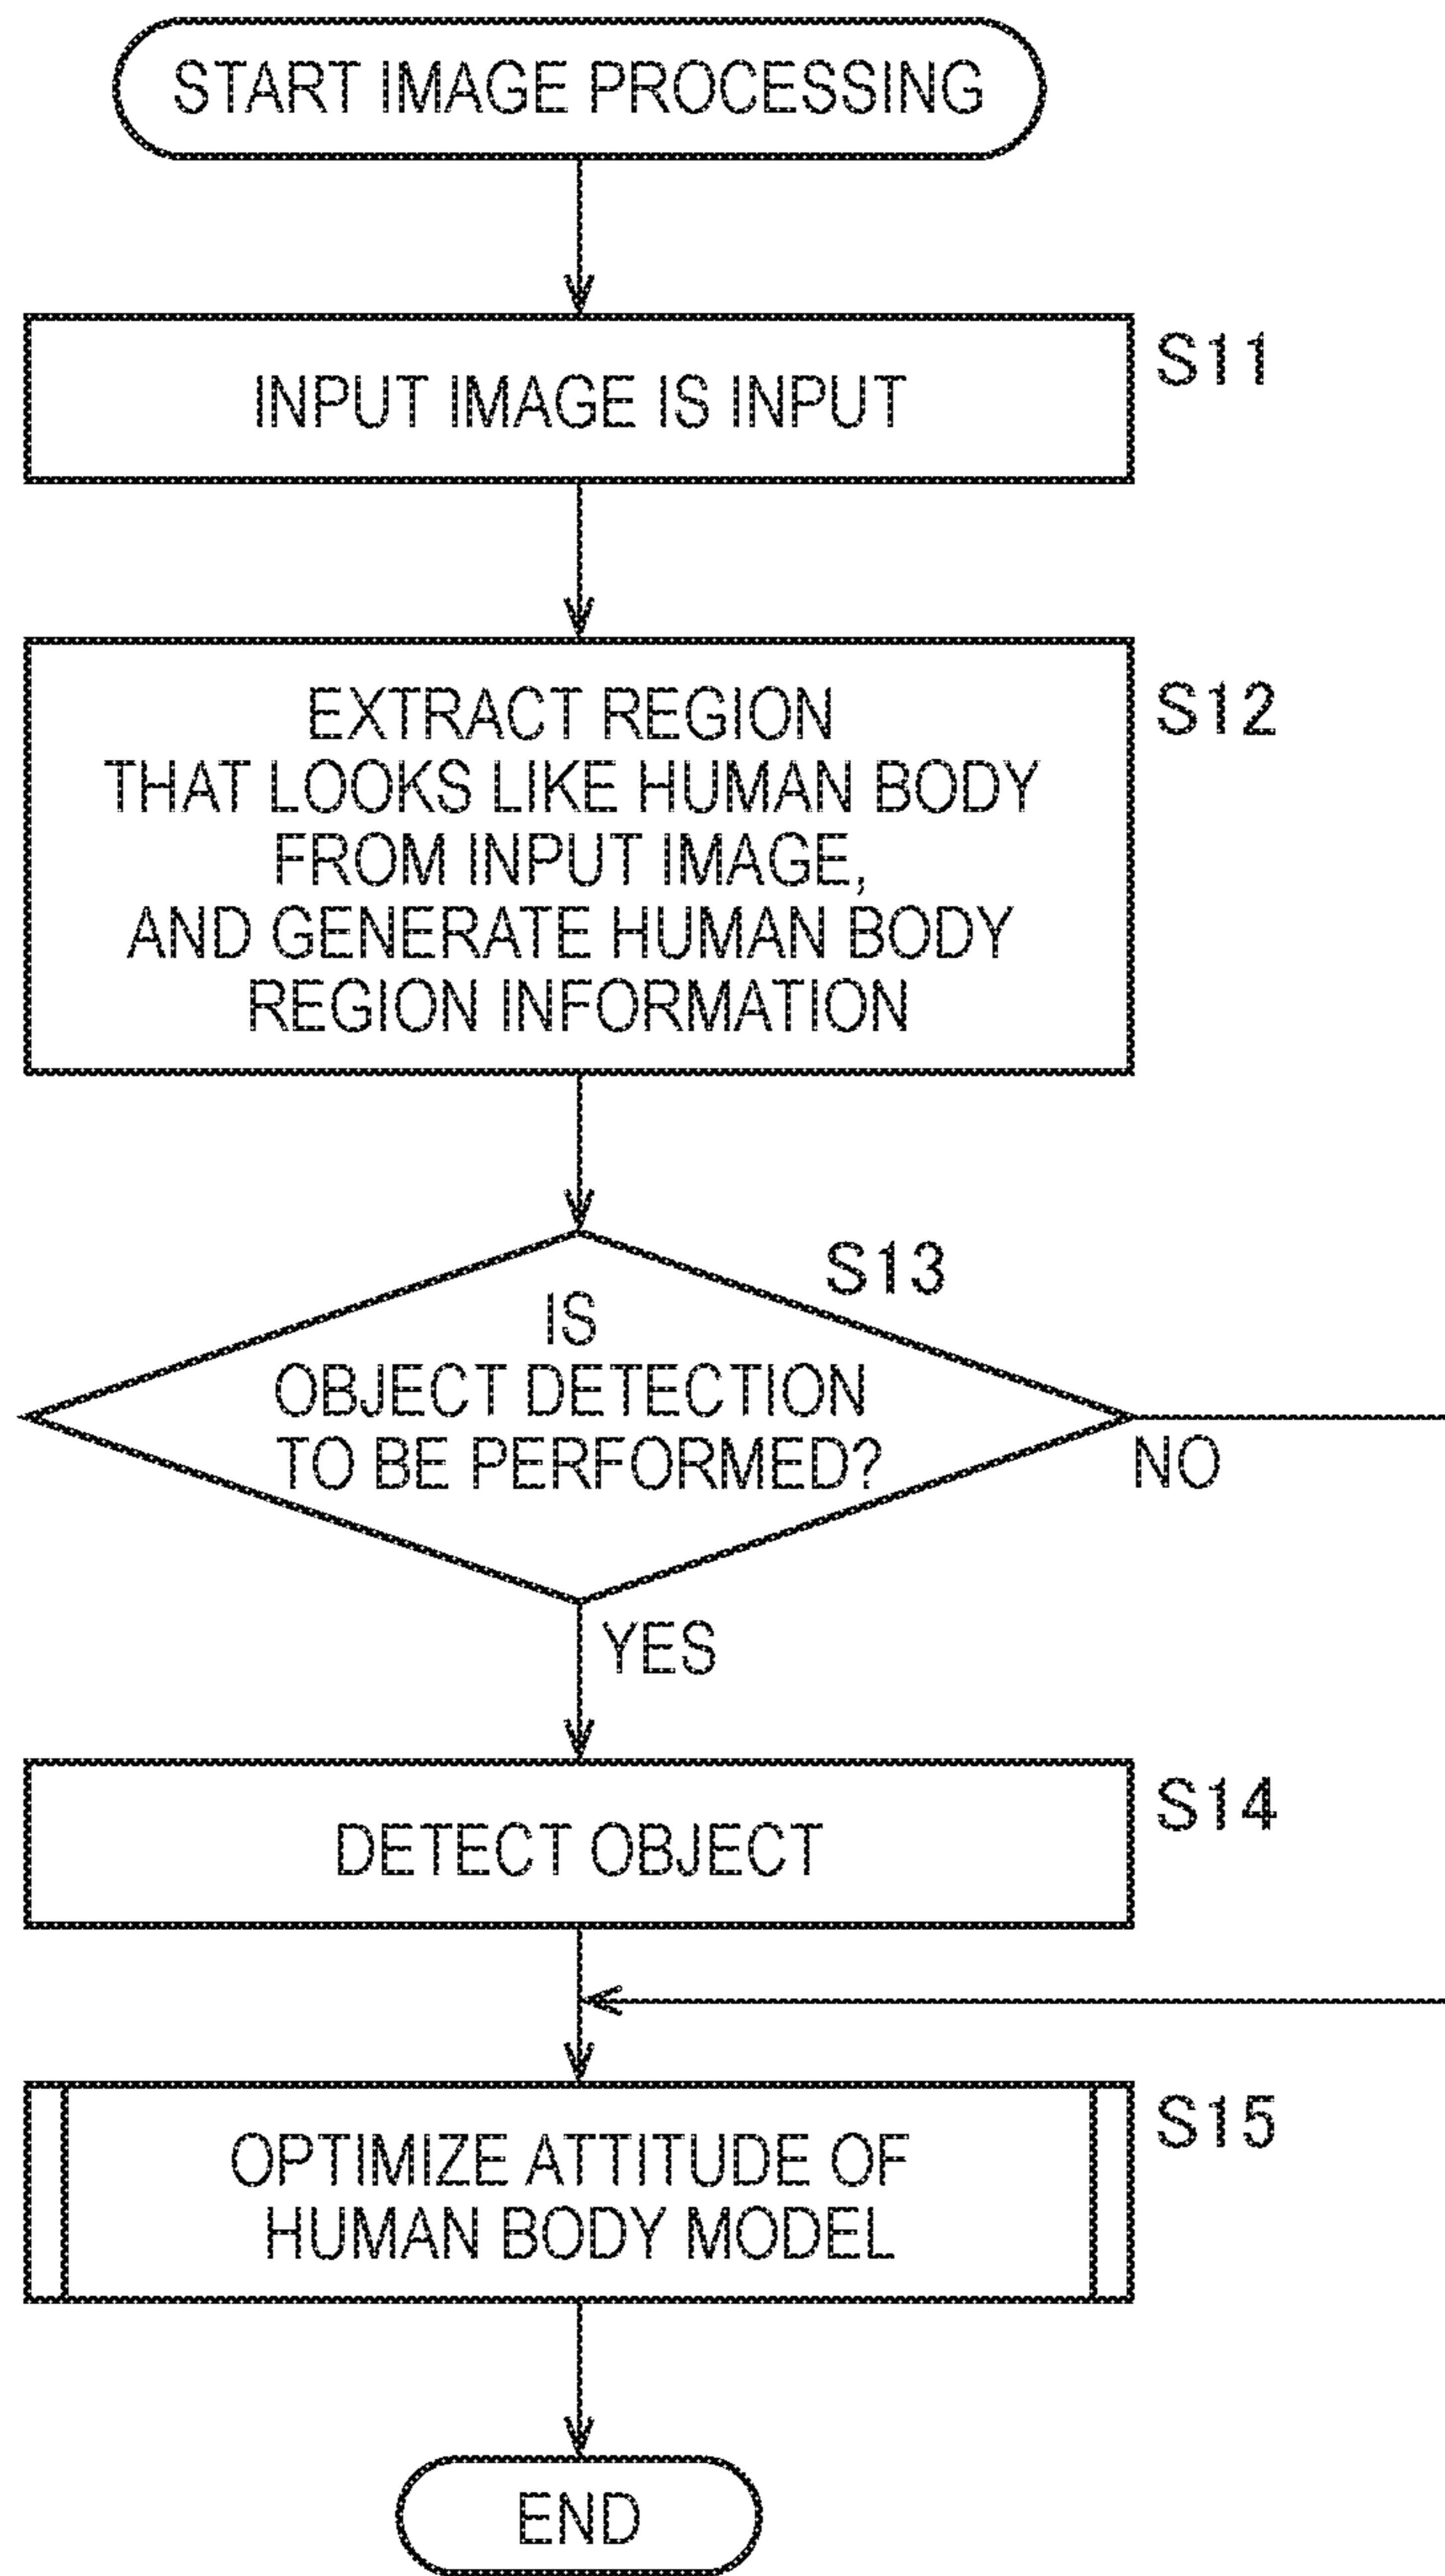 START IMAGE PROCESSING
INPUT IMAGE IS INPUT
S11
EXTRACT REGION
THAT LOOKS LIKE HUMAN BODY
FROM INPUT IMAGE,
AND GENERATE HUMAN BODY
REGION INFORMATION
S12
S13
IS
OBJECT DETECTION
TO BE PERFORMED?
NO
YES
DETECT OBJECT
S14
OPTIMIZE ATTITUDE OF
HUMAN BODY MODEL
S15
END